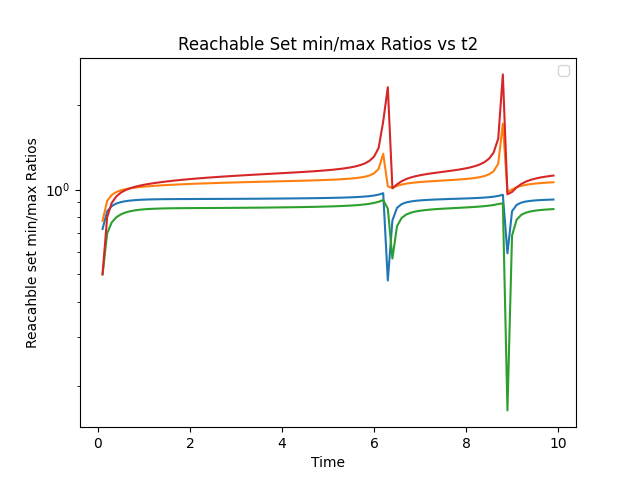 Reachable Set min/max Ratios vs t2
Reacahble set min/max Ratios
10⁰
0 2 4 6 8 10
Time